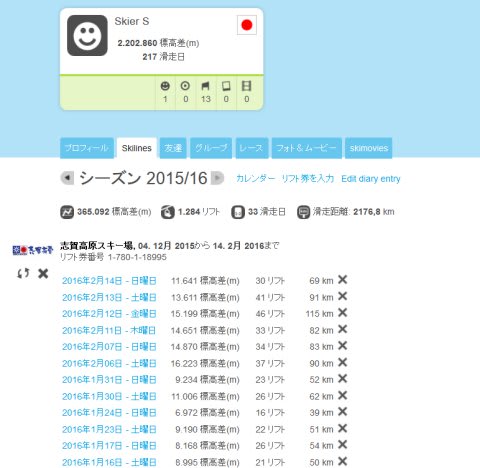 Skier S
2.202.860 標高差(m)
217 滑走日
1 0 13 0 0
プロフィール Skilines 友達 グループ レース フォト＆ムービー skimovies
シーズン 2015/16 カレンダー リフト券を入力 Edit diary entry
365.092 標高差(m) 1.284 リフト 33 滑走日 滑走距離: 2176,8 km
志賀高原スキー場, 04. 12月 2015から 14. 2月 2016まで
リフト券番号 1-780-1-18995
2016年2月14日 - 日曜日 11.641 標高差(m) 30 リフト 69 km
2016年2月13日 - 土曜日 13.611 標高差(m) 41 リフト 91 km
2016年2月12日 - 金曜日 15.199 標高差(m) 46 リフト 115 km
2016年2月11日 - 木曜日 14.651 標高差(m) 33 リフト 82 km
2016年2月07日 - 日曜日 14.870 標高差(m) 34 リフト 83 km
2016年2月06日 - 土曜日 16.223 標高差(m) 37 リフト 90 km
2016年1月31日 - 日曜日 9.234 標高差(m) 23 リフト 52 km
2016年1月30日 - 土曜日 11.006 標高差(m) 26 リフト 62 km
2016年1月24日 - 日曜日 6.972 標高差(m) 16 リフト 39 km
2016年1月23日 - 土曜日 9.190 標高差(m) 22 リフト 51 km
2016年1月17日 - 日曜日 8.168 標高差(m) 26 リフト 54 km
2016年1月16日 - 土曜日 8.995 標高差(m) 21 リフト 50 km